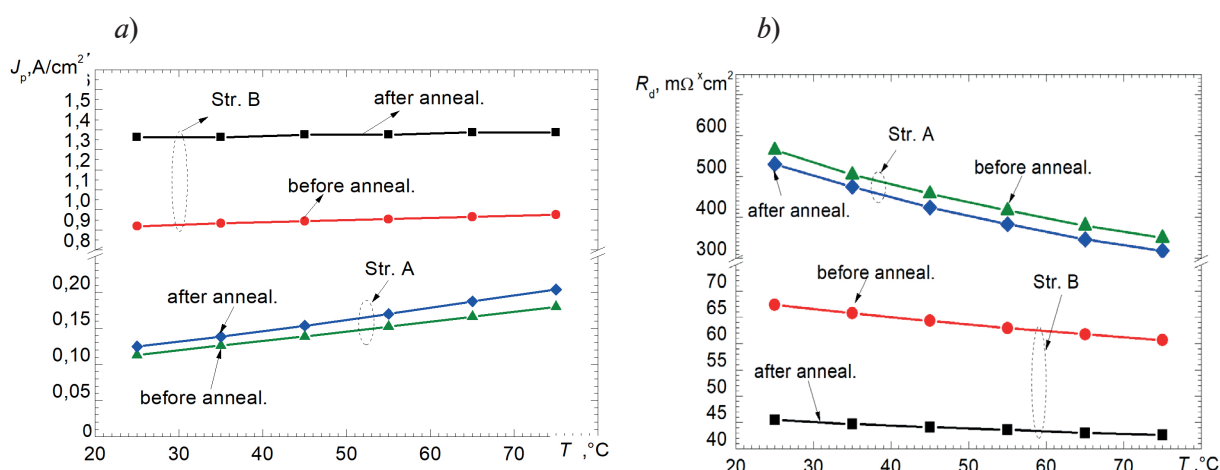 a)
J_p, A/cm²
1,5
1,4
1,3
1,2
1,1
1,0
0,9
0,8
0,20
0,15
0,10
0,05
0
Str. B
after anneal.
before anneal.
Str. A
after anneal.
before anneal.
20 30 40 50 60 70 T, °C
b)
R_d, mΩ×cm²
600
500
400
300
65
60
55
50
45
40
Str. A
before anneal.
after anneal.
before anneal.
Str. B
after anneal.
20 30 40 50 60 70 T, °C